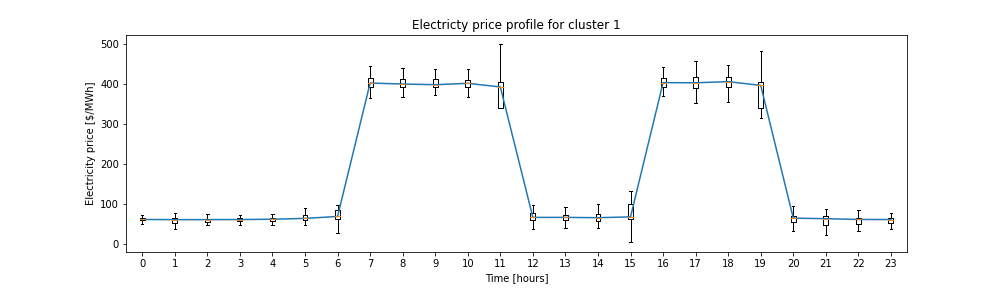 Electricty price profile for cluster 1
500
400
300
200
100
0
Electricity price [$/MWh]
0 1 2 3 4 5 6 7 8 9 10 11 12 13 14 15 16 17 18 19 20 21 22 23
Time [hours]